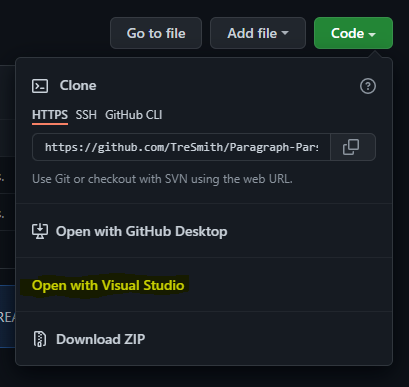 Go to file
Add file
Code
Clone
HTTPS SSH GitHub CLI
https://github.com/TreSmith/Paragraph-Pars
Use Git or checkout with SVN using the web URL.
Open with GitHub Desktop
Open with Visual Studio
REA
Download ZIP